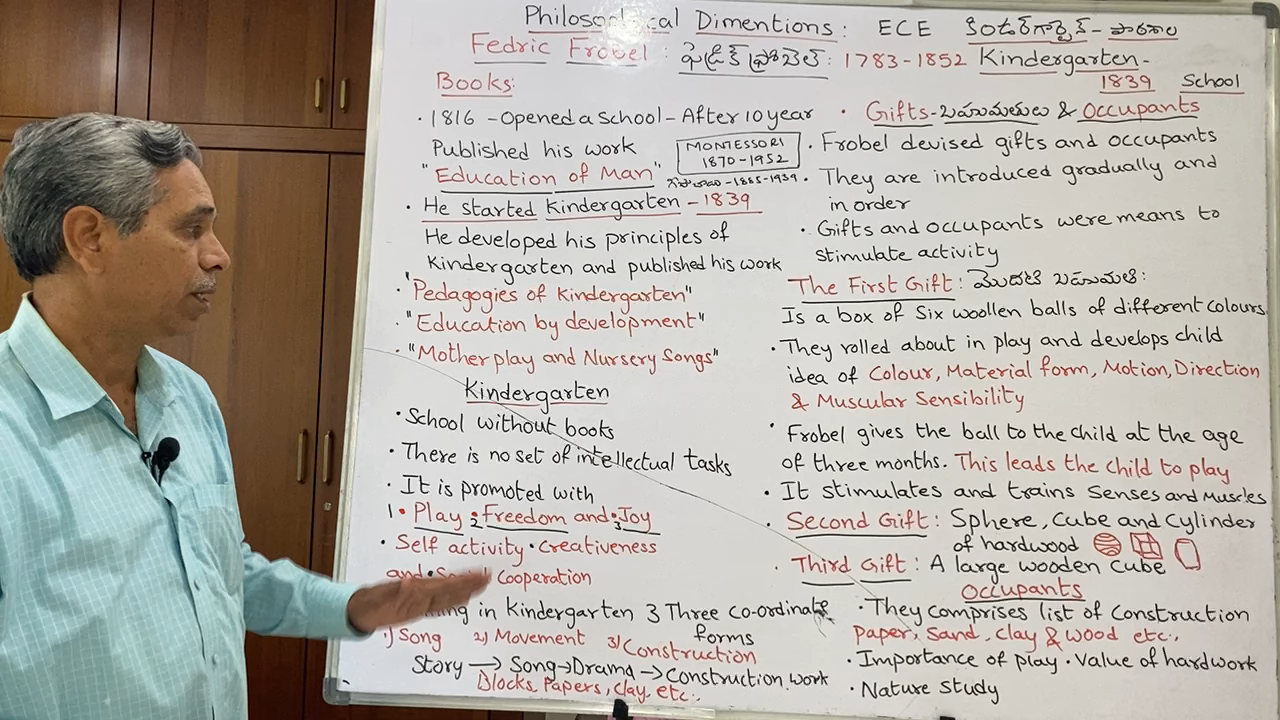 Philosophical Dimentions: ECE కిండర్‌గార్టెన్ - పాఠశాల
Fedric Frobel: ఫ్రెడ్రిక్ ఫ్రోబెల్: 1783-1852 Kindergarten-
1839 School
Books:
· 1816 - Opened a school - After 10 year
Published his work
"Education of Man"
MONTESSORI
1870-1952
1885-1939
· He started Kindergarten - 1839
He developed his principles of
Kindergarten and published his work
· "Pedagogies of Kindergarten"
· "Education by development"
· "Mother play and Nursery Songs"
Kindergarten
· School without books
· There is no set of intellectual tasks
· It is promoted with
1 · Play 2 · Freedom and 3 · Joy
· Self activity · Creativeness
and · Cooperation
in Kindergarten 3 Three co-ordinate
forms
1) Song 2) Movement 3) Construction
Story → Song → Drama → Construction work
Blocks, Papers, clay etc.,
· Gifts - బహుమతులు & Occupants
· Frobel devised gifts and occupants
· They are introduced gradually and
in order
· Gifts and occupants were means to
stimulate activity
The First Gift: మొదటి బహుమతి:
Is a box of Six woollen balls of different colours.
· They rolled about in play and develops child
idea of Colour, Material form, Motion, Direction
& Muscular Sensibility
· Frobel gives the ball to the child at the age
of three months. This leads the child to play
· It stimulates and trains Senses and Muscles
· Second Gift: Sphere, Cube and Cylinder
of hardwood
· Third Gift: A large wooden cube
Occupants
· They comprises list of construction
paper, Sand, clay & wood etc.,
· Importance of play · Value of hardwork
· Nature study